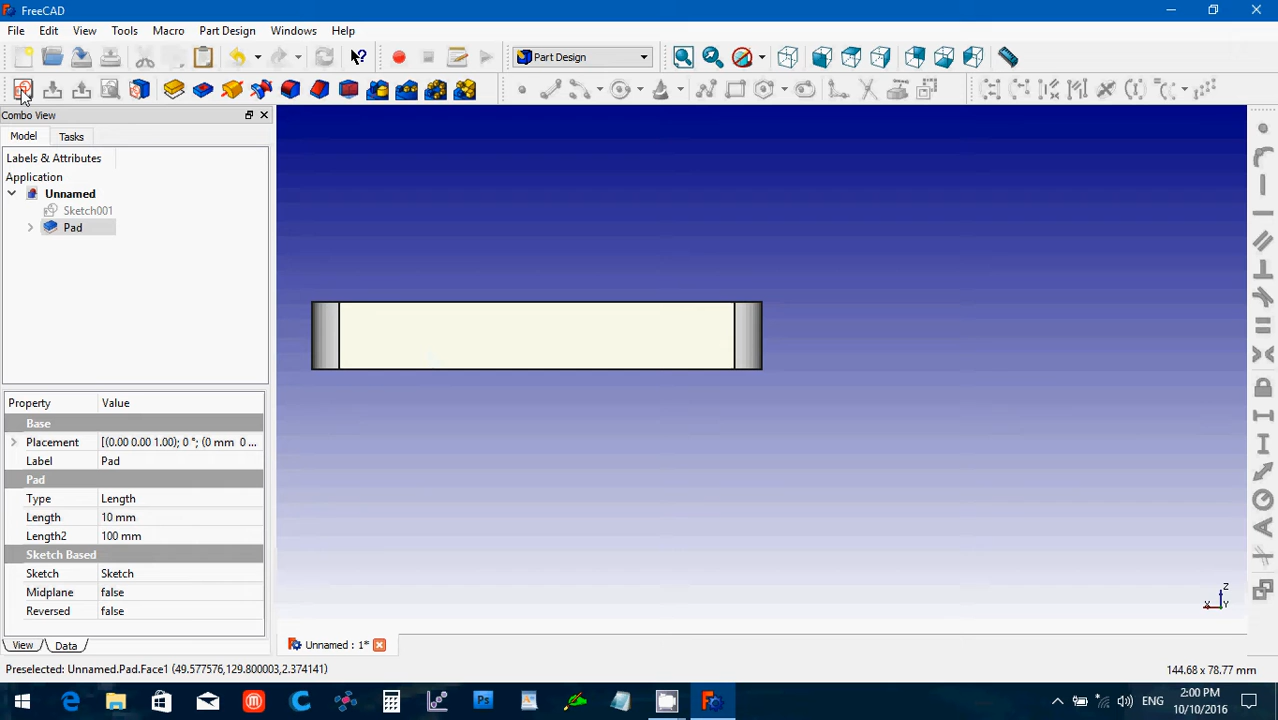 FreeCAD
File Edit View Tools Macro Part Design Windows Help
Part Design
Combo View
Model Tasks
Labels & Attributes
Application
Unnamed
Sketch001
Pad
Property Value
Base
Placement [(0.00 0.00 1.00); 0 °; (0 mm 0 ...
Label Pad
Pad
Type Length
Length 10 mm
Length2 100 mm
Sketch Based
Sketch Sketch
Midplane false
Reversed false
View Data
Z
X Y
Unnamed : 1*
Preselected: Unnamed.Pad.Face1 (49.577576,129.800003,2.374141)
144.68 x 78.77 mm
Ps
ENG
2:00 PM
10/10/2016